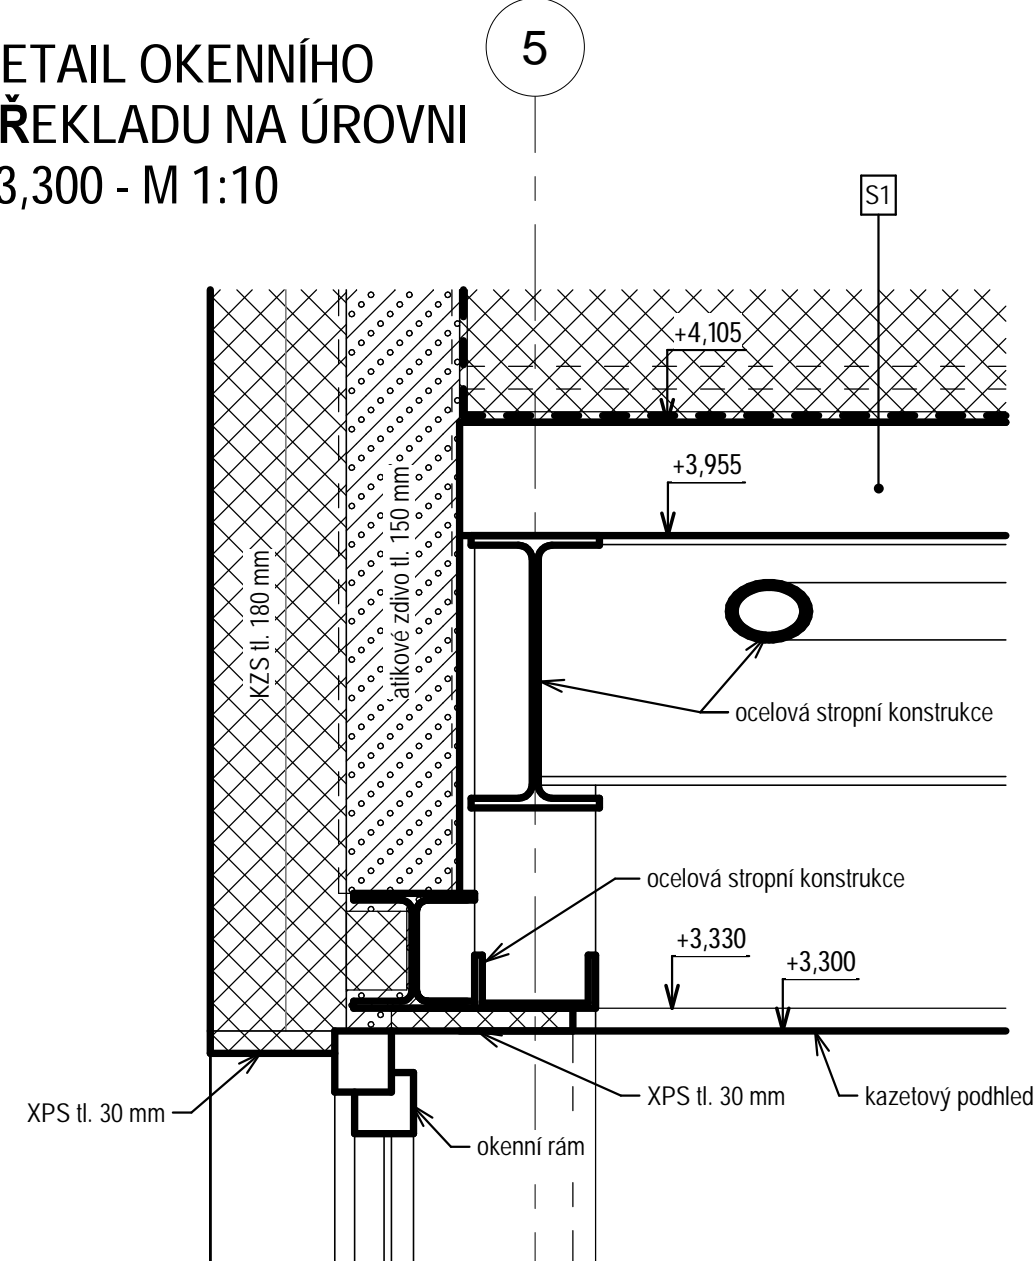 5
ETAIL OKENNÍHO
ŘEKLADU NA ÚROVNI
3,300 - M 1:10
S1
+4,105
+3,955
KZS tl. 180 mm
atikové zdivo tl. 150 mm
ocelová stropní konstrukce
ocelová stropní konstrukce
+3,330
+3,300
XPS tl. 30 mm
XPS tl. 30 mm
kazetový podhled
okenní rám